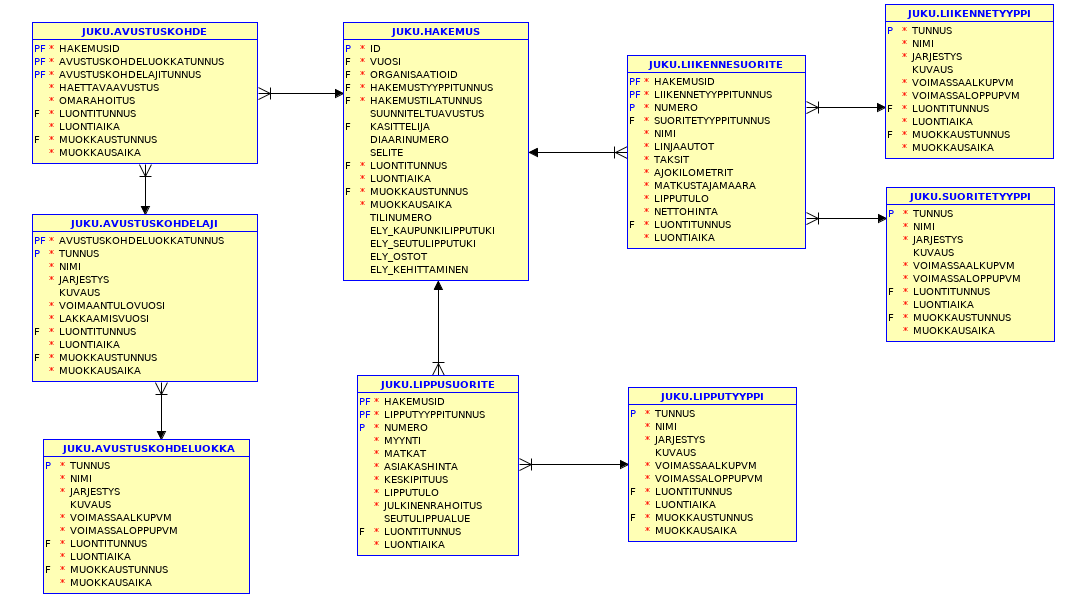 JUKU.AVUSTUSKOHDE
PF * HAKEMUSID
PF * AVUSTUSKOHDELUOKKATUNNUS
PF * AVUSTUSKOHDELAJITUNNUS
* HAETTAVAAVUSTUS
* OMARAHOITUS
F * LUONTITUNNUS
* LUONTIAIKA
F * MUOKKAUSTUNNUS
* MUOKKAUSAIKA
JUKU.AVUSTUSKOHDELAJI
PF * AVUSTUSKOHDELUOKKATUNNUS
P * TUNNUS
* NIMI
* JARJESTYS
KUVAUS
* VOIMAANTULOVUOSI
* LAKKAAMISVUOSI
F * LUONTITUNNUS
* LUONTIAIKA
F * MUOKKAUSTUNNUS
* MUOKKAUSAIKA
JUKU.AVUSTUSKOHDELUOKKA
P * TUNNUS
* NIMI
* JARJESTYS
KUVAUS
* VOIMASSAALKUPVM
* VOIMASSALOPPUPVM
F * LUONTITUNNUS
* LUONTIAIKA
F * MUOKKAUSTUNNUS
* MUOKKAUSAIKA
JUKU.HAKEMUS
P * ID
F * VUOSI
F * ORGANISAATIOID
F * HAKEMUSTYYPPITUNNUS
F * HAKEMUSTILATUNNUS
SUUNNITELTUAVUSTUS
F KASITTELIJA
DIAARINUMERO
SELITE
F * LUONTITUNNUS
* LUONTIAIKA
F * MUOKKAUSTUNNUS
* MUOKKAUSAIKA
TILINUMERO
ELY_KAUPUNKILIPPUTUKI
ELY_SEUTULIPPUTUKI
ELY_OSTOT
ELY_KEHITTAMINEN
JUKU.LIPPUSUORITE
PF * HAKEMUSID
PF * LIPPUTYYPPITUNNUS
P * NUMERO
* MYYNTI
* MATKAT
* ASIAKASHINTA
* KESKIPITUUS
* LIPPUTULO
* JULKINENRAHOITUS
SEUTULIPPUALUE
F * LUONTITUNNUS
* LUONTIAIKA
JUKU.LIIKENNESUORITE
PF * HAKEMUSID
PF * LIIKENNETYYPPITUNNUS
P * NUMERO
F * SUORITETYYPPITUNNUS
* NIMI
* LINJAAUTOT
* TAKSIT
* AJOKILOMETRIT
* MATKUSTAJAMAARA
* LIPPUTULO
* NETTOHINTA
F * LUONTITUNNUS
* LUONTIAIKA
JUKU.LIPPUTYYPPI
P * TUNNUS
* NIMI
* JARJESTYS
KUVAUS
* VOIMASSAALKUPVM
* VOIMASSALOPPUPVM
F * LUONTITUNNUS
* LUONTIAIKA
F * MUOKKAUSTUNNUS
* MUOKKAUSAIKA
JUKU.LIIKENNETYYPPI
P * TUNNUS
* NIMI
* JARJESTYS
KUVAUS
* VOIMASSAALKUPVM
* VOIMASSALOPPUPVM
F * LUONTITUNNUS
* LUONTIAIKA
F * MUOKKAUSTUNNUS
* MUOKKAUSAIKA
JUKU.SUORITETYYPPI
P * TUNNUS
* NIMI
* JARJESTYS
KUVAUS
* VOIMASSAALKUPVM
* VOIMASSALOPPUPVM
F * LUONTITUNNUS
* LUONTIAIKA
F * MUOKKAUSTUNNUS
* MUOKKAUSAIKA